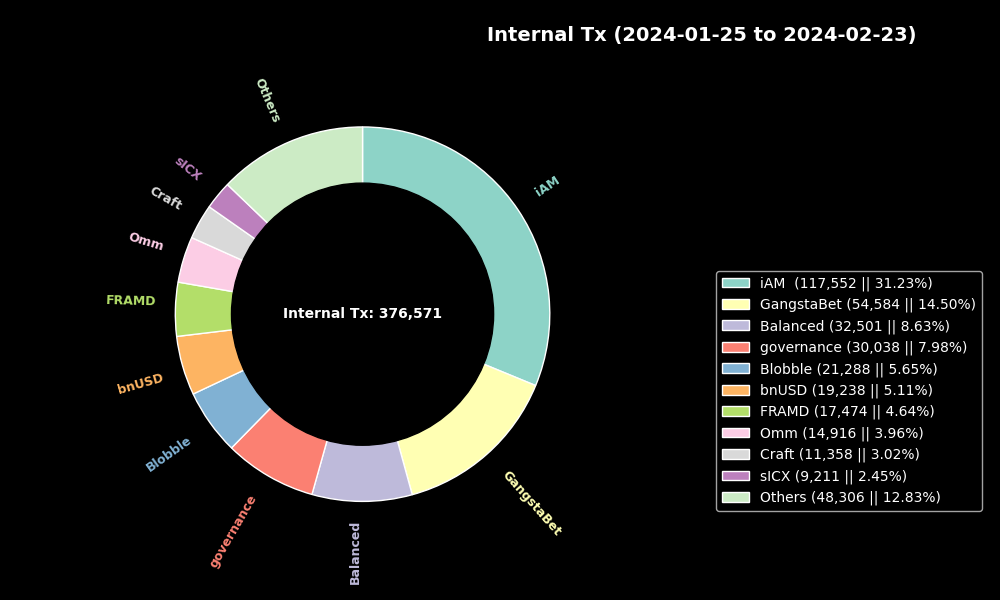 Internal Tx (2024-01-25 to 2024-02-23)
Others
sICX
Craft
Omm
FRAMD
bnUSD
Blobble
governance
Balanced
GangstaBet
iAM
Internal Tx: 376,571
iAM  (117,552 || 31.23%)
GangstaBet (54,584 || 14.50%)
Balanced (32,501 || 8.63%)
governance (30,038 || 7.98%)
Blobble (21,288 || 5.65%)
bnUSD (19,238 || 5.11%)
FRAMD (17,474 || 4.64%)
Omm (14,916 || 3.96%)
Craft (11,358 || 3.02%)
sICX (9,211 || 2.45%)
Others (48,306 || 12.83%)